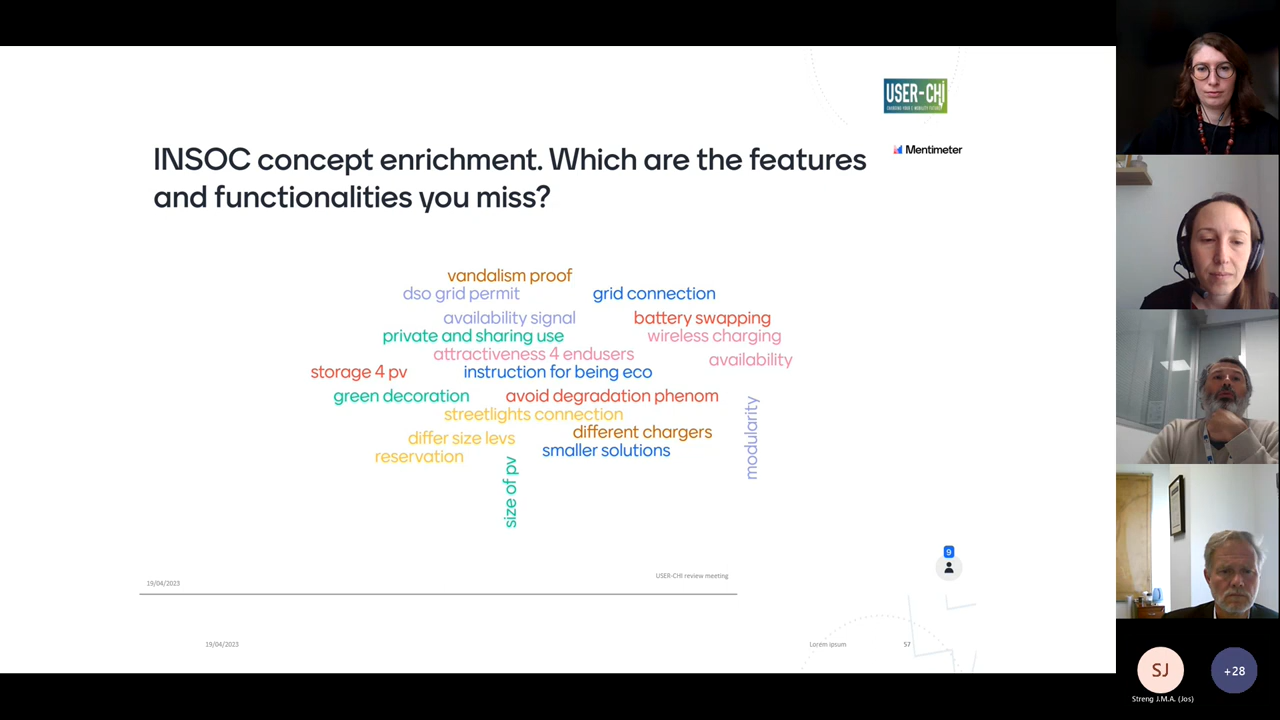 USER-CHi
INSOC concept enrichment. Which are the features
and functionalities you miss?
Mentimeter
vandalism proof
dso grid permit
grid connection
availability signal
battery swapping
private and sharing use
wireless charging
attractiveness 4 endusers
availability
storage 4 pv
instruction for being eco
green decoration
avoid degradation phenom
streetlights connection
modularity
different chargers
differ size levs
smaller solutions
reservation
size of pv
9
19/04/2023
USER-CHI review meeting
19/04/2023
Lorem ipsum
57
SJ
+28
Streng J.M.A. (Jos)